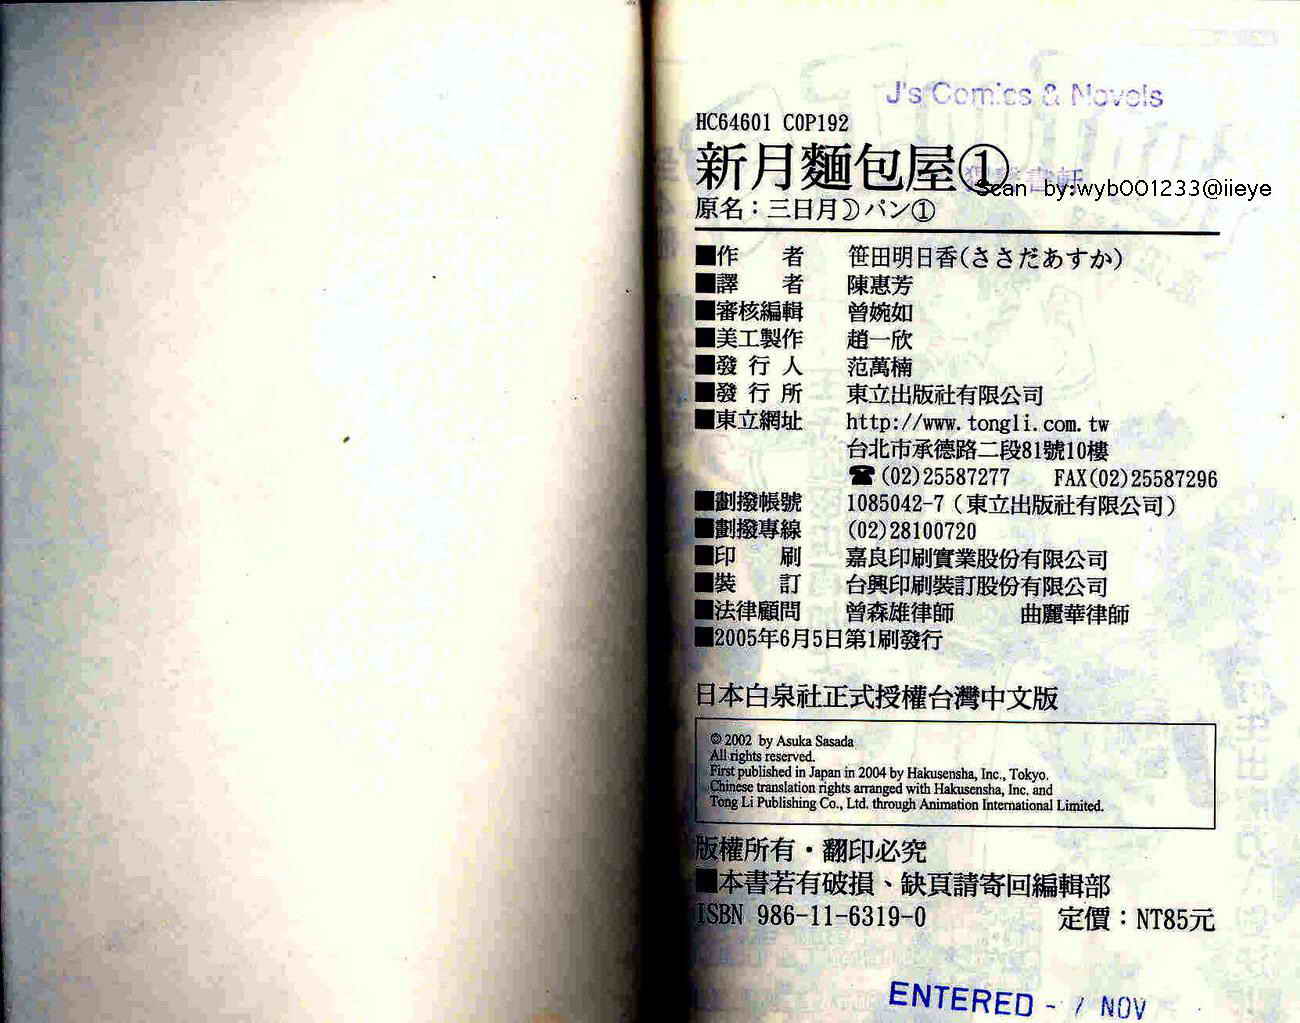 J's Comics & Novels
HC64601 COP192
新月麵包屋①
Scan by:wyb001233@iieye
原名：三日月☽パン①
■作　者　笹田明日香(ささだあすか)
■譯　者　陳惠芳
■審核編輯　曾婉如
■美工製作　趙一欣
■發 行 人　范萬楠
■發 行 所　東立出版社有限公司
■東立網址　http://www.tongli.com.tw
台北市承德路二段81號10樓
☎(02)25587277　FAX(02)25587296
■劃撥帳號　1085042-7（東立出版社有限公司）
■劃撥專線　(02)28100720
■印　刷　嘉良印刷實業股份有限公司
■裝　訂　台興印刷裝訂股份有限公司
■法律顧問　曾森雄律師　曲麗華律師
■2005年6月5日第1刷發行
日本白泉社正式授權台灣中文版
© 2002 by Asuka Sasada
All rights reserved.
First published in Japan in 2004 by Hakusensha, Inc., Tokyo.
Chinese translation rights arranged with Hakusensha, Inc. and
Tong Li Publishing Co., Ltd. through Animation International Limited.
版權所有・翻印必究
■本書若有破損、缺頁請寄回編輯部
ISBN 986-11-6319-0　定價：NT85元
ENTERED - 7 NOV